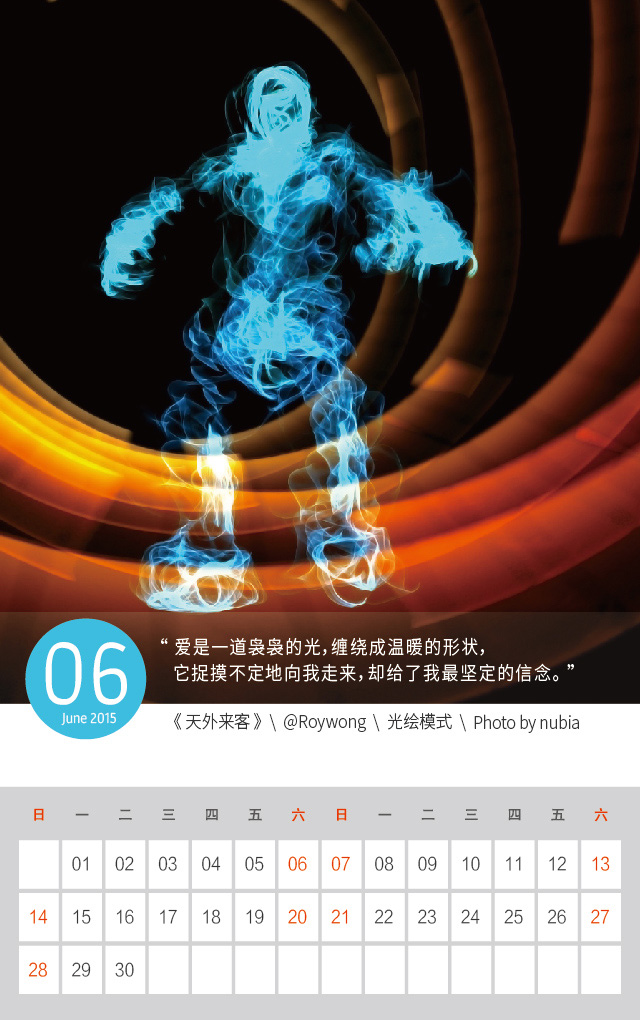 “ 爱是一道袅袅的光，缠绕成温暖的形状，
它捉摸不定地向我走来，却给了我最坚定的信念。”
06
June 2015
《 天外来客 》 \ @Roywong \ 光绘模式 \ Photo by nubia
日 一 二 三 四 五 六 日 一 二 三 四 五 六
01 02 03 04 05 06 07 08 09 10 11 12 13
14 15 16 17 18 19 20 21 22 23 24 25 26 27
28 29 30